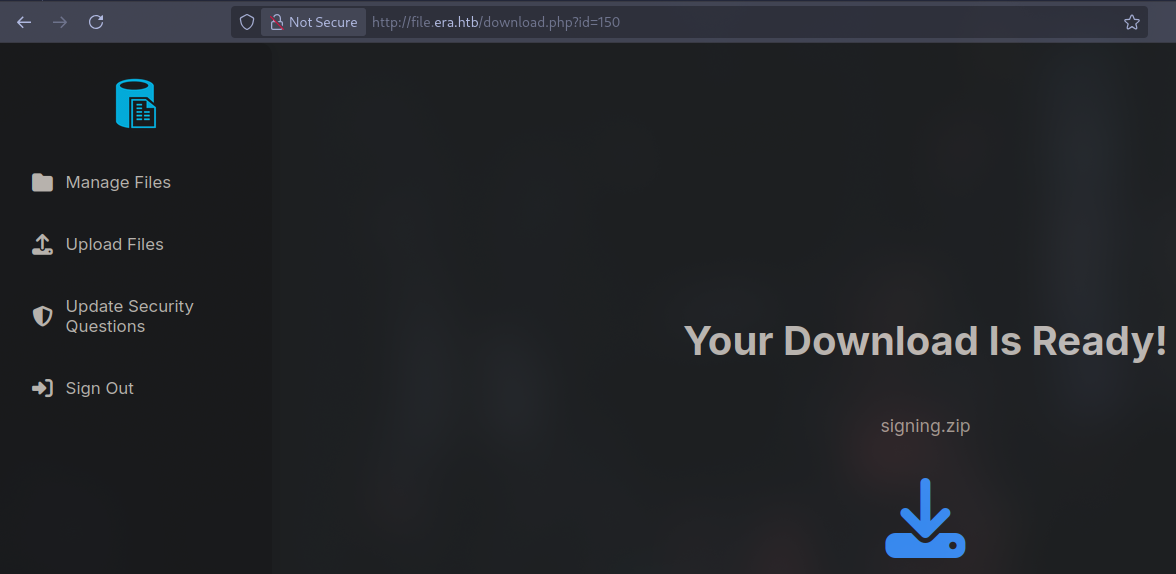 Not Secure http://file.era.htb/download.php?id=150
Manage Files
Upload Files
Update Security
Questions
Sign Out
Your Download Is Ready!
signing.zip